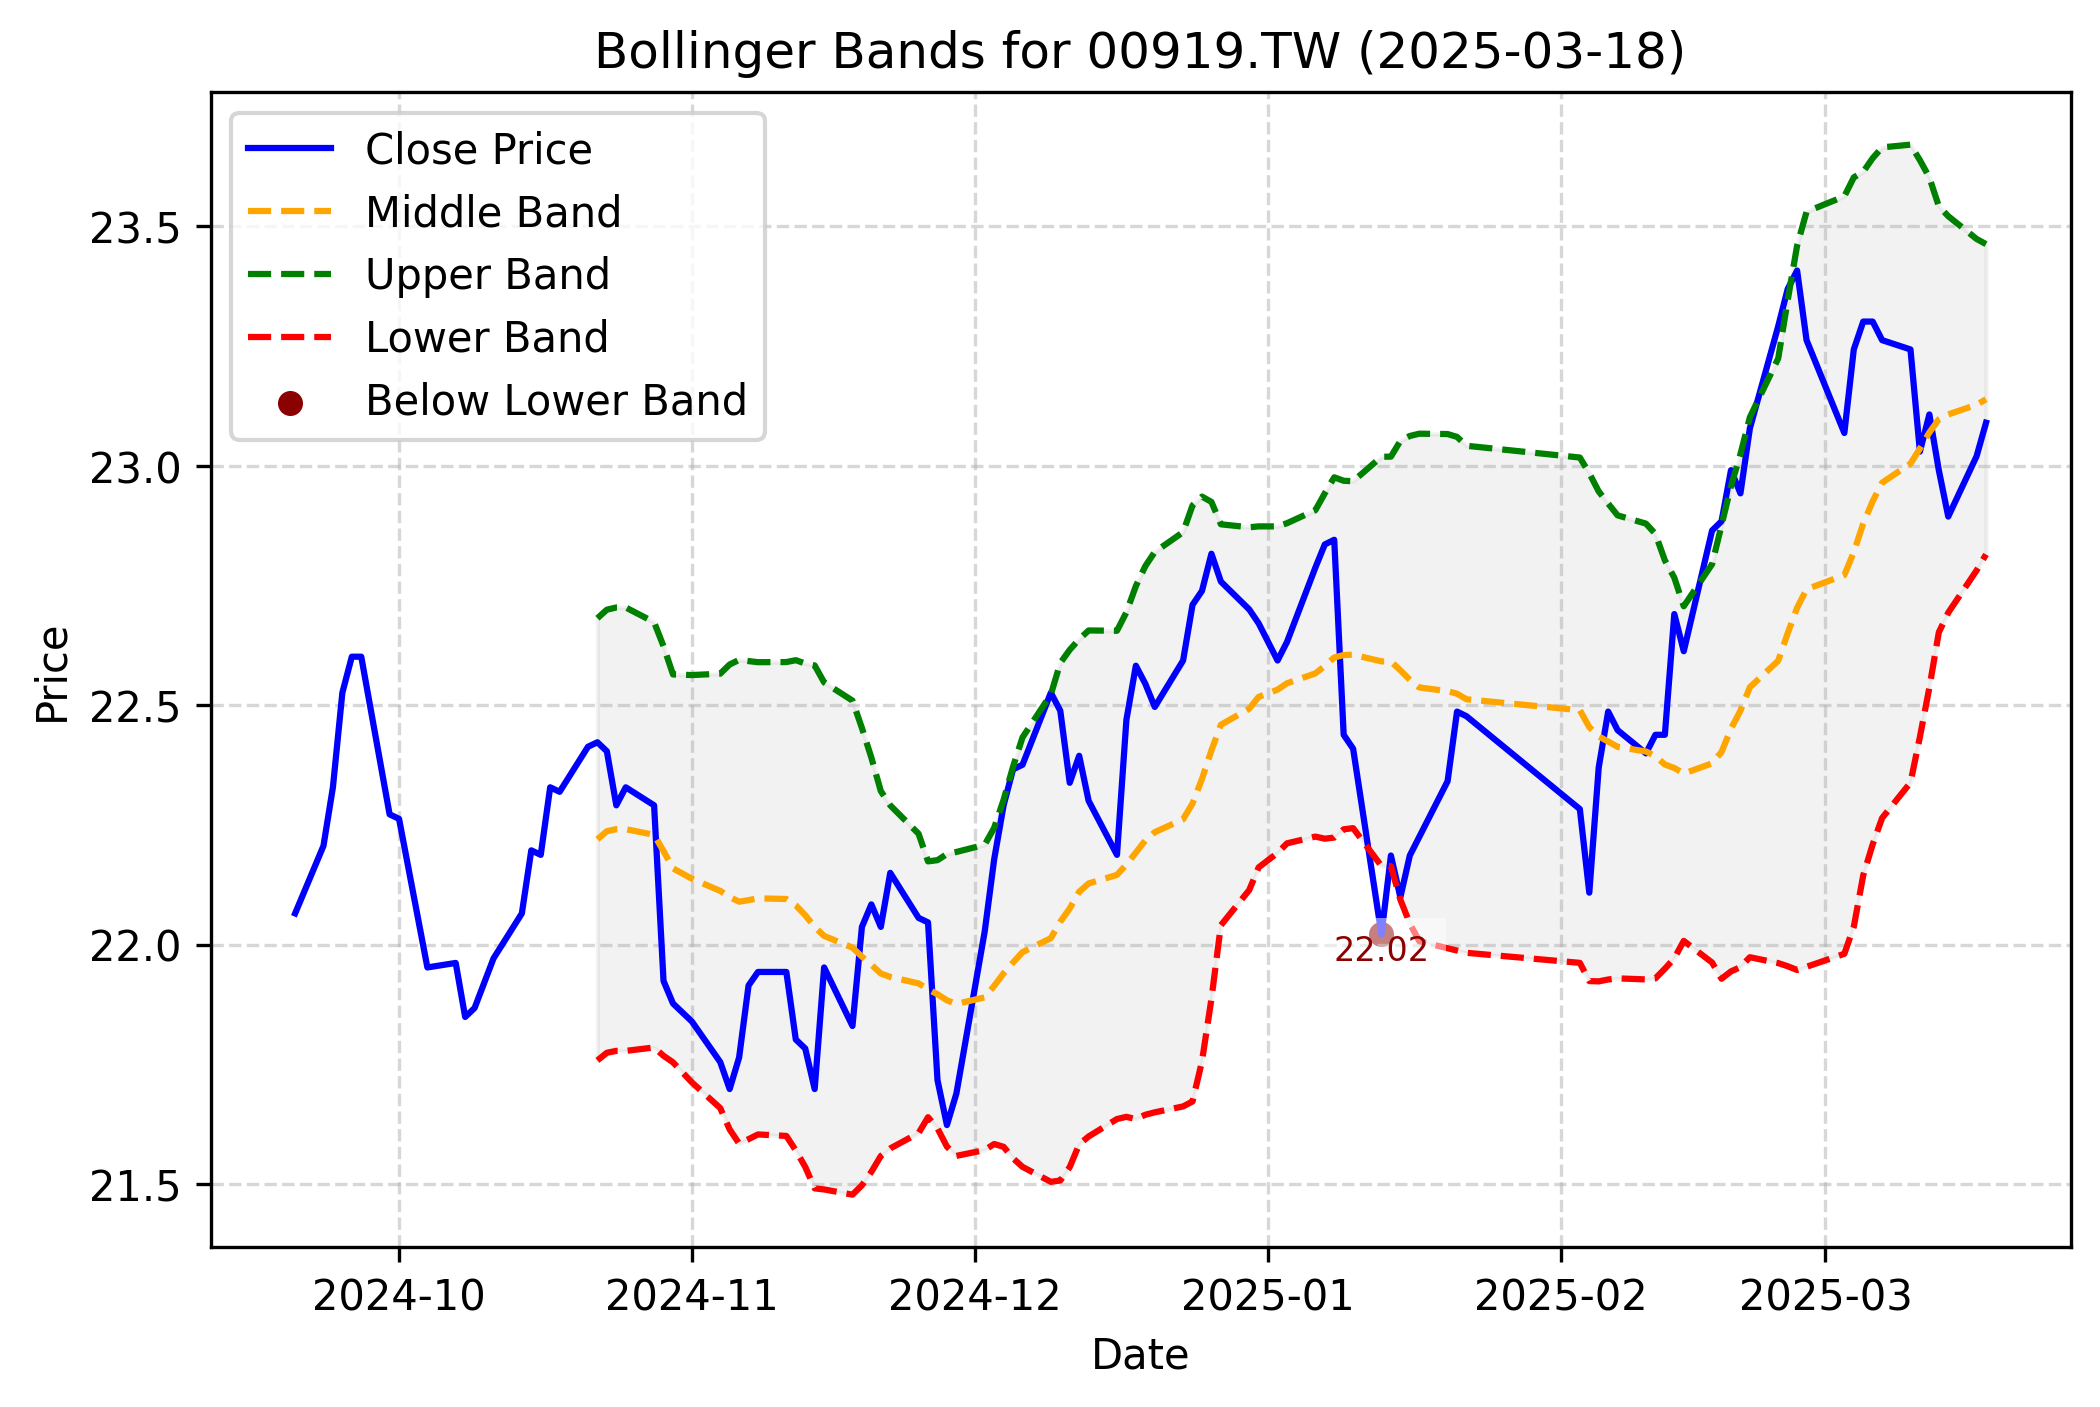 Bollinger Bands for 00919.TW (2025-03-18)
Close Price
Middle Band
Upper Band
Lower Band
Below Lower Band
Price
23.5
23.0
22.5
22.0
21.5
22.02
2024-10
2024-11
2024-12
2025-01
2025-02
2025-03
Date